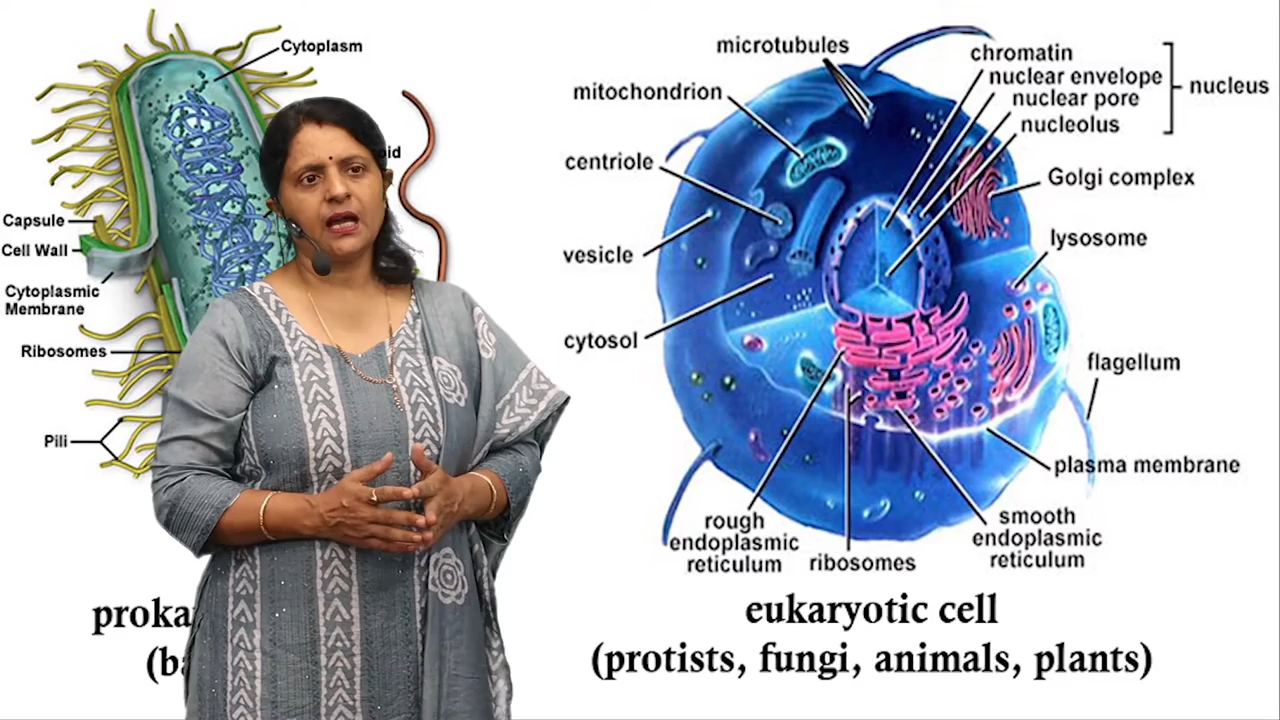 Cytoplasm
Capsule
Cell Wall
Cytoplasmic
Membrane
Ribosomes
Pili
microtubules
mitochondrion
centriole
vesicle
cytosol
chromatin
nuclear envelope
nuclear pore
nucleolus
nucleus
Golgi complex
lysosome
flagellum
plasma membrane
rough
endoplasmic
reticulum
ribosomes
smooth
endoplasmic
reticulum
eukaryotic cell
(protists, fungi, animals, plants)